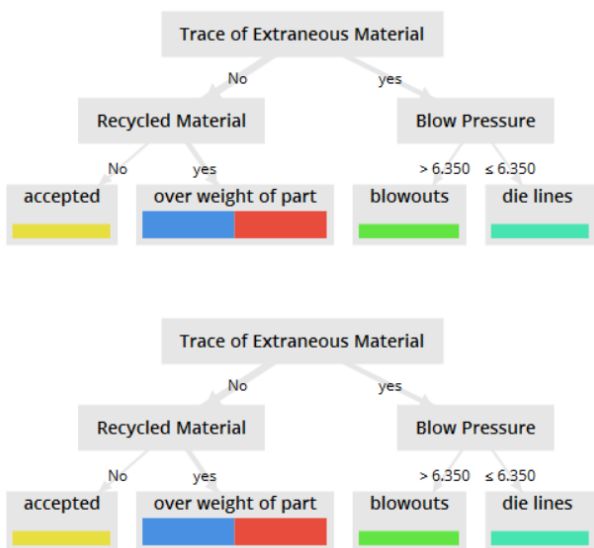 Trace of Extraneous Material
No yes
Recycled Material Blow Pressure
No yes > 6.350 ≤ 6.350
accepted over weight of part blowouts die lines
Trace of Extraneous Material
No yes
Recycled Material Blow Pressure
No yes > 6.350 ≤ 6.350
accepted over weight of part blowouts die lines